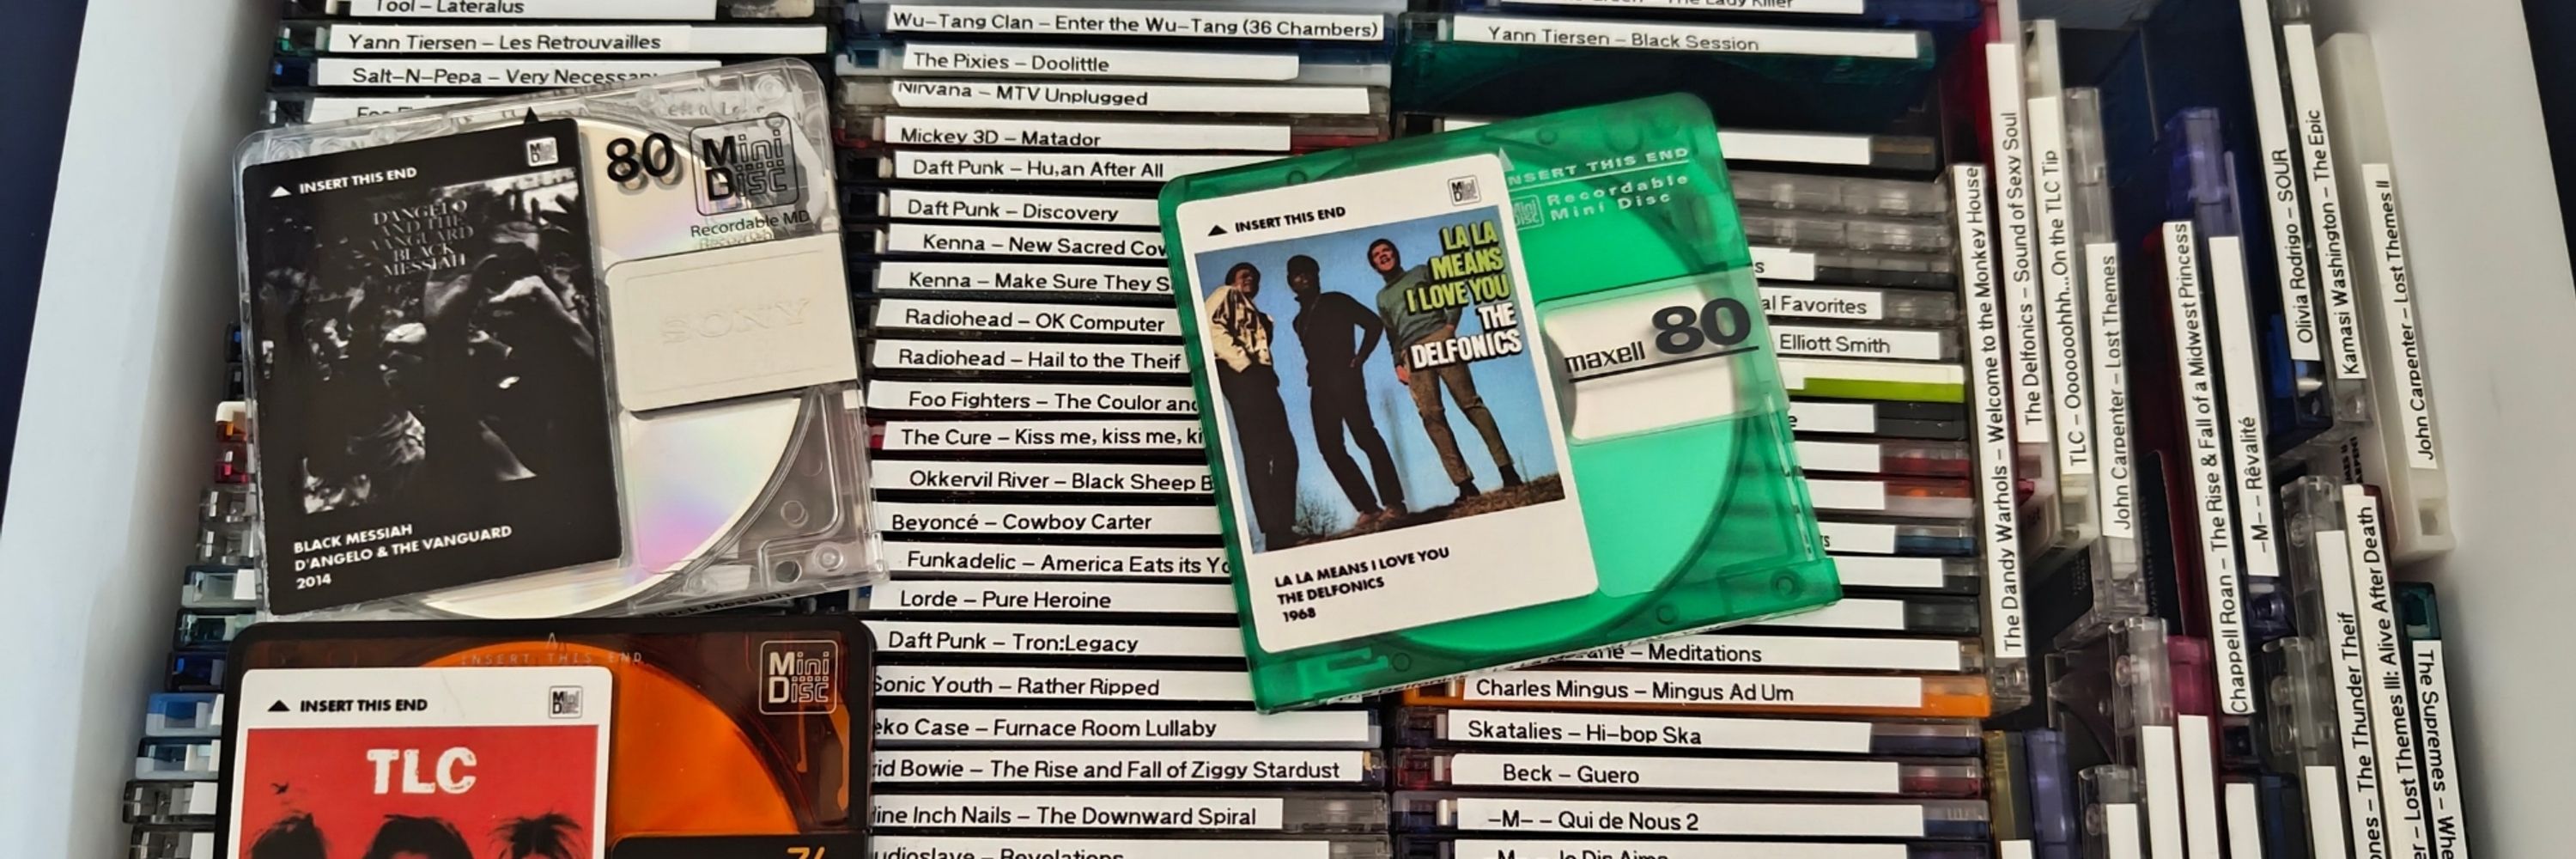 Tool – Lateralus
Yann Tiersen – Les Retrouvailles
Salt-N-Pepa – Very
INSERT THIS END
Mini Disc
D'ANGELO
AND THE
VANGUARD
BLACK
MESSIAH
BLACK MESSIAH
D'ANGELO & THE VANGUARD
2014
80
Mini Disc
Recordable MD
SONY
INSERT THIS END
Mini Disc
INSERT THIS END
Mini Disc
TLC
Wu-Tang Clan – Enter the Wu-Tang (36 Chambers)
The Pixies – Doolittle
Nirvana – MTV Unplugged
Mickey 3D – Matador
Daft Punk – Hu,an After All
Daft Punk – Discovery
Kenna – New Sacred
Kenna – Make Sure They
Radiohead – OK Computer
Radiohead – Hail to the Theif
Foo Fighters – The Coulor
The Cure – Kiss me, kiss me,
Okkervil River – Black Sheep
Beyoncé – Cowboy Carter
Funkadelic – America Eats its
Lorde – Pure Heroine
Daft Punk – Tron:Legacy
Sonic Youth – Rather Ripped
Case – Furnace Room Lullaby
Bowie – The Rise and Fall of Ziggy Stardust
Nine Inch Nails – The Downward Spiral
– Revelations
Yann Tiersen – Black Session
INSERT THIS END
Mini Disc
LA LA
MEANS
I LOVE YOU
THE
DELFONICS
LA LA MEANS I LOVE YOU
THE DELFONICS
1968
INSERT THIS END
Mini Disc
Recordable
Mini Disc
maxell 80
Favorites
Elliott Smith
– Meditations
Charles Mingus – Mingus Ad Um
Skatalies – Hi-bop Ska
Beck – Guero
–M– – Qui de Nous 2
The Dandy Warhols – Welcome to the Monkey House
The Delfonics – Sound of Sexy Soul
TLC – Ooooooohhh...On the TLC Tip
John Carpenter – Lost Themes
Chappell Roan – The Rise & Fall of a Midwest Princess
–M– – Rêvalité
Olivia Rodrigo – SOUR
Kamasi Washington – The Epic
John Carpenter – Lost Themes II
– The Thunder Theif
– Lost Themes III: Alive After Death
The Supremes –